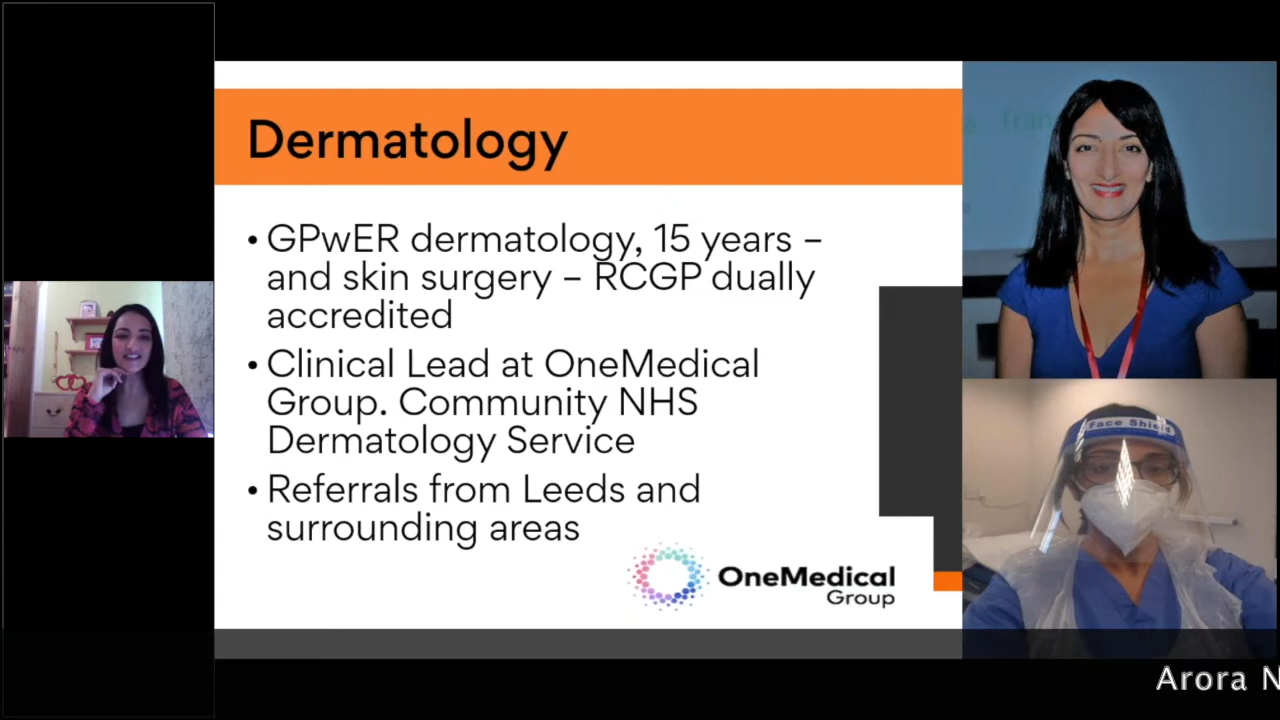 Dermatology
• GPwER dermatology, 15 years –
and skin surgery – RCGP dually
accredited
• Clinical Lead at OneMedical
Group. Community NHS
Dermatology Service
• Referrals from Leeds and
surrounding areas
OneMedical
Group
Tran
Face Shield
Arora N